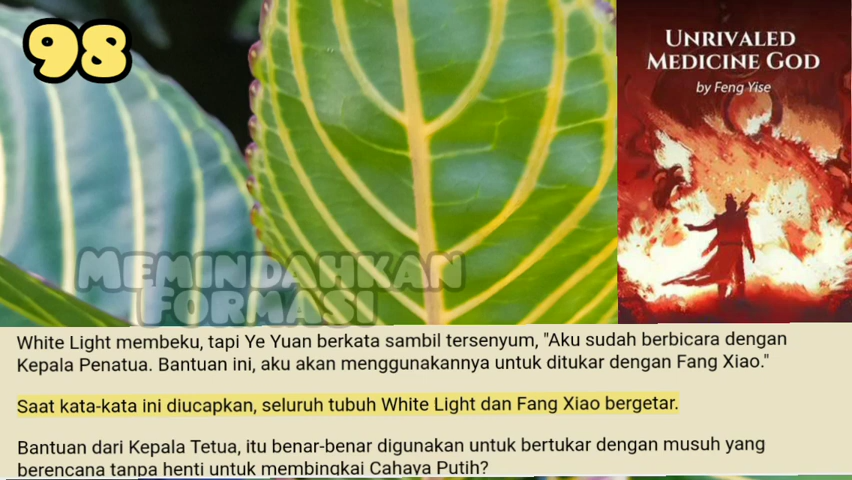 98
UNRIVALED
MEDICINE GOD
by Feng Yise
MEMINDAHKAN
FORMASI
White Light membeku, tapi Ye Yuan berkata sambil tersenyum, "Aku sudah berbicara dengan
Kepala Penatua. Bantuan ini, aku akan menggunakannya untuk ditukar dengan Fang Xiao."
Saat kata-kata ini diucapkan, seluruh tubuh White Light dan Fang Xiao bergetar.
Bantuan dari Kepala Tetua, itu benar-benar digunakan untuk bertukar dengan musuh yang
berencana tanpa henti untuk membingkai Cahaya Putih?